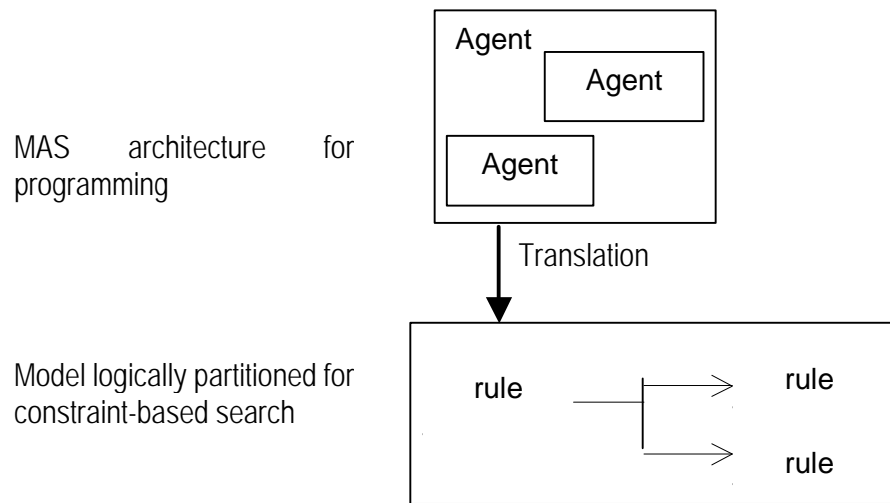 Agent
Agent
MAS architecture for
programming
Agent
Translation
Model logically partitioned for
constraint-based search
rule
rule
rule